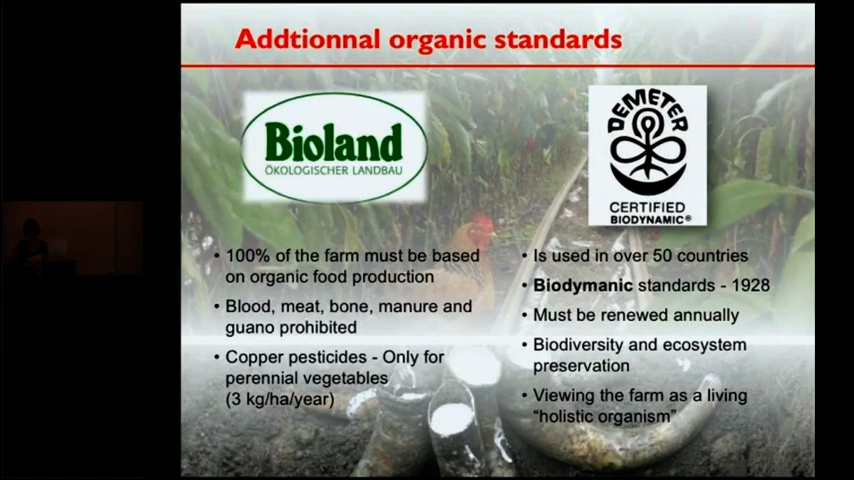 Addtionnal organic standards
Bioland
ÖKOLOGISCHER LANDBAU
• 100% of the farm must be based
on organic food production
• Blood, meat, bone, manure and
guano prohibited
• Copper pesticides - Only for
perennial vegetables
(3 kg/ha/year)
DEMETER
CERTIFIED
BIODYNAMIC®
• Is used in over 50 countries
• Biodymanic standards - 1928
• Must be renewed annually
• Biodiversity and ecosystem
preservation
• Viewing the farm as a living
“holistic organism”